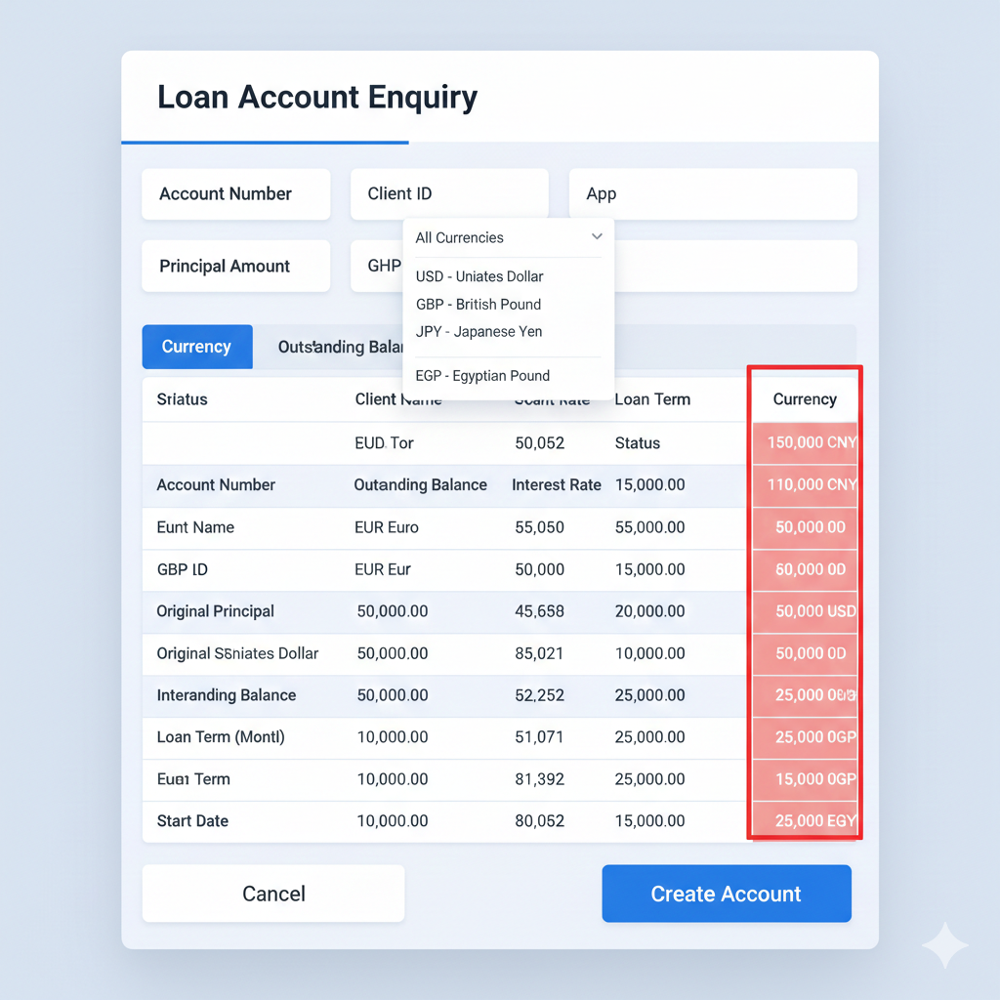 Loan Account Enquiry
Account Number
Client ID
App
Principal Amount
GHP
All Currencies
USD - Uniates Dollar
GBP - British Pound
JPY - Japanese Yen
EGP - Egyptian Pound
Currency
Outstanding Balan
Sriatus Client Name Rate Loan Term Currency
EUD. Tor 50,052 Status 150,000 CNY
Account Number Outanding Balance Interest Rate 15,000.00 110,000 CNY
Eunt Name EUR Euro 55,050 55,000.00 50,000 00
GBP ID EUR Eur 50,000 15,000.00 60,000 0D
Original Principal 50,000.00 45,658 20,000.00 50,000 USD
Original Dollar 50,000.00 85,021 10,000.00 50,000 0D
Interanding Balance 50,000.00 52,252 25,000.00 25,000
Loan Term (Montl) 10,000.00 51,071 25,000.00 25,000 0GP
Term 10,000.00 81,392 25,000.00 15,000 0GP
Start Date 10,000.00 80,052 15,000.00 25,000 EGY
Cancel
Create Account